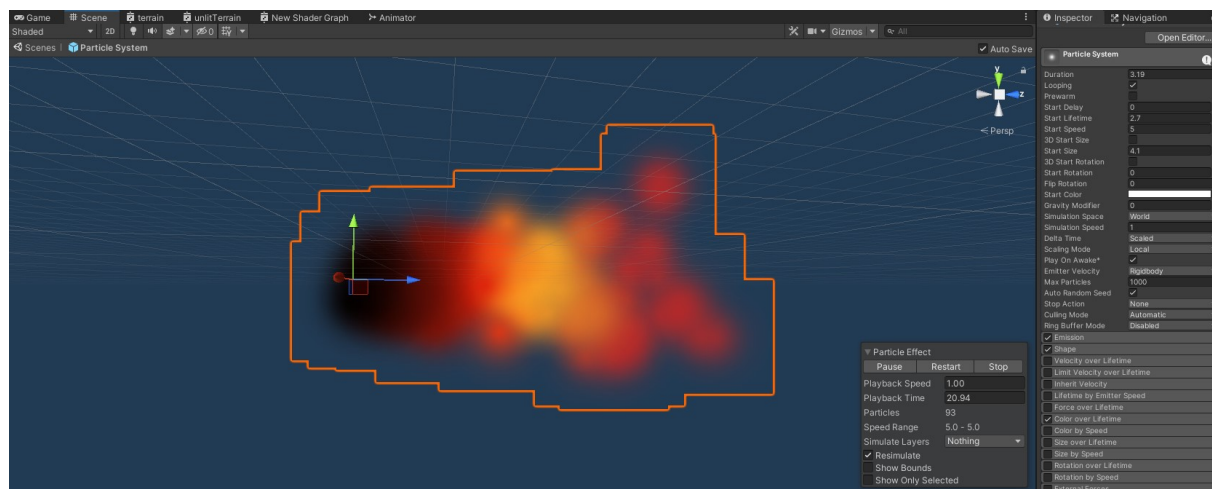 Game Scene terrain unlitTerrain New Shader Graph Animator
Inspector Navigation
Shaded 2D 0 Gizmos All
Open Editor...
Scenes Particle System Auto Save
Particle System
y
z
Persp
Duration 3.19
Looping
Prewarm
Start Delay 0
Start Lifetime 2.7
Start Speed 5
3D Start Size
Start Size 4.1
3D Start Rotation
Start Rotation 0
Flip Rotation 0
Start Color
Gravity Modifier 0
Simulation Space World
Simulation Speed 1
Delta Time Scaled
Scaling Mode Local
Play On Awake*
Emitter Velocity Rigidbody
Max Particles 1000
Auto Random Seed
Stop Action None
Culling Mode Automatic
Ring Buffer Mode Disabled
Emission
Shape
Velocity over Lifetime
Limit Velocity over Lifetime
Inherit Velocity
Lifetime by Emitter Speed
Force over Lifetime
Color over Lifetime
Color by Speed
Size over Lifetime
Size by Speed
Rotation over Lifetime
Rotation by Speed
External Forces
Particle Effect
Pause Restart Stop
Playback Speed 1.00
Playback Time 20.94
Particles 93
Speed Range 5.0 - 5.0
Simulate Layers Nothing
Resimulate
Show Bounds
Show Only Selected